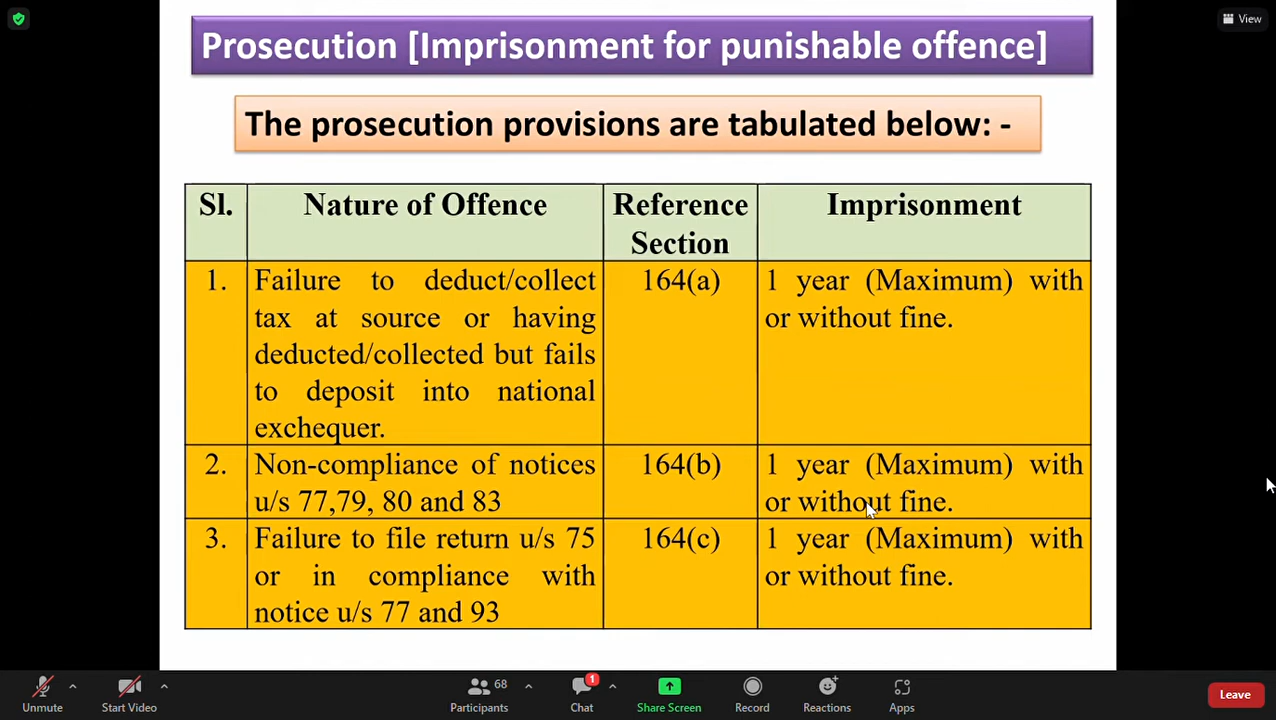 View
Prosecution [Imprisonment for punishable offence]
The prosecution provisions are tabulated below: -
Sl.
Nature of Offence
Reference
Section
Imprisonment
1.
Failure to deduct/collect
tax at source or having
deducted/collected but fails
to deposit into national
exchequer.
164(a)
1 year (Maximum) with
or without fine.
2.
Non-compliance of notices
u/s 77,79, 80 and 83
164(b)
1 year (Maximum) with
or without fine.
3.
Failure to file return u/s 75
or in compliance with
notice u/s 77 and 93
164(c)
1 year (Maximum) with
or without fine.
Unmute
Start Video
68
Participants
1
Chat
Share Screen
Record
Reactions
Apps
Leave